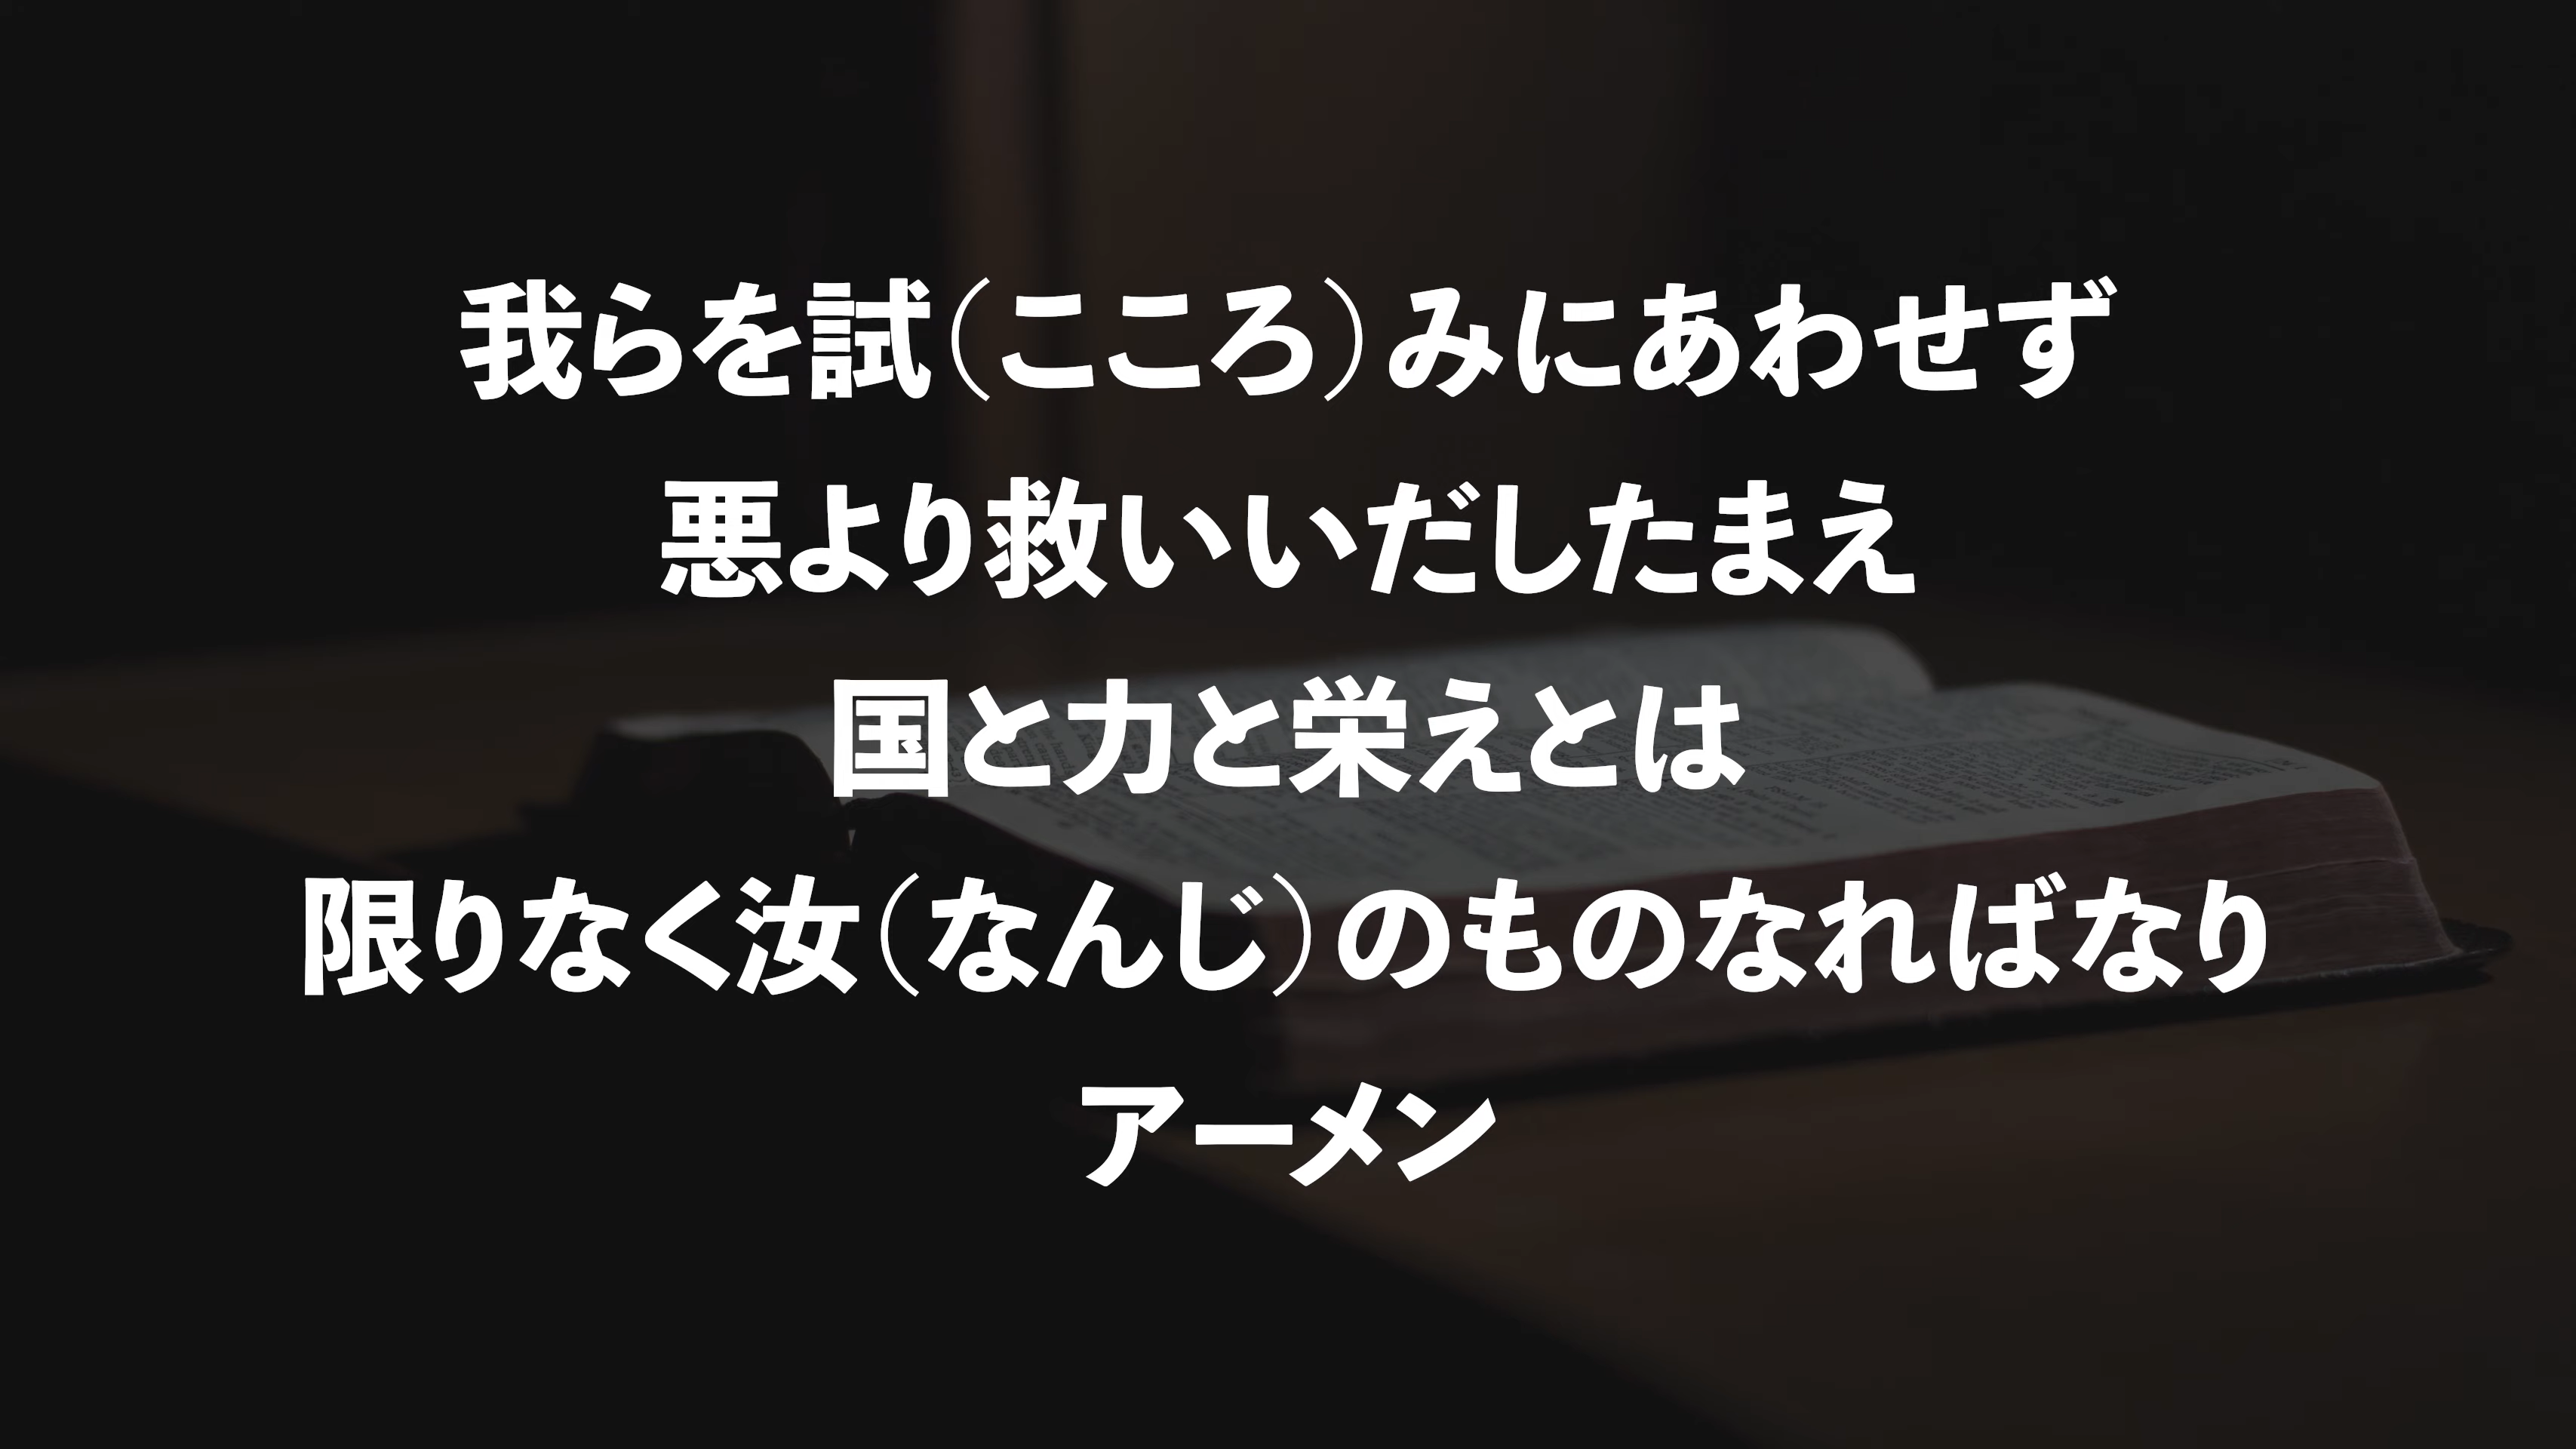 我らを試（こころ）みにあわせず
悪より救いいだしたまえ
国と力と栄えとは
限りなく汝（なんじ）のものなればなり
アーメン